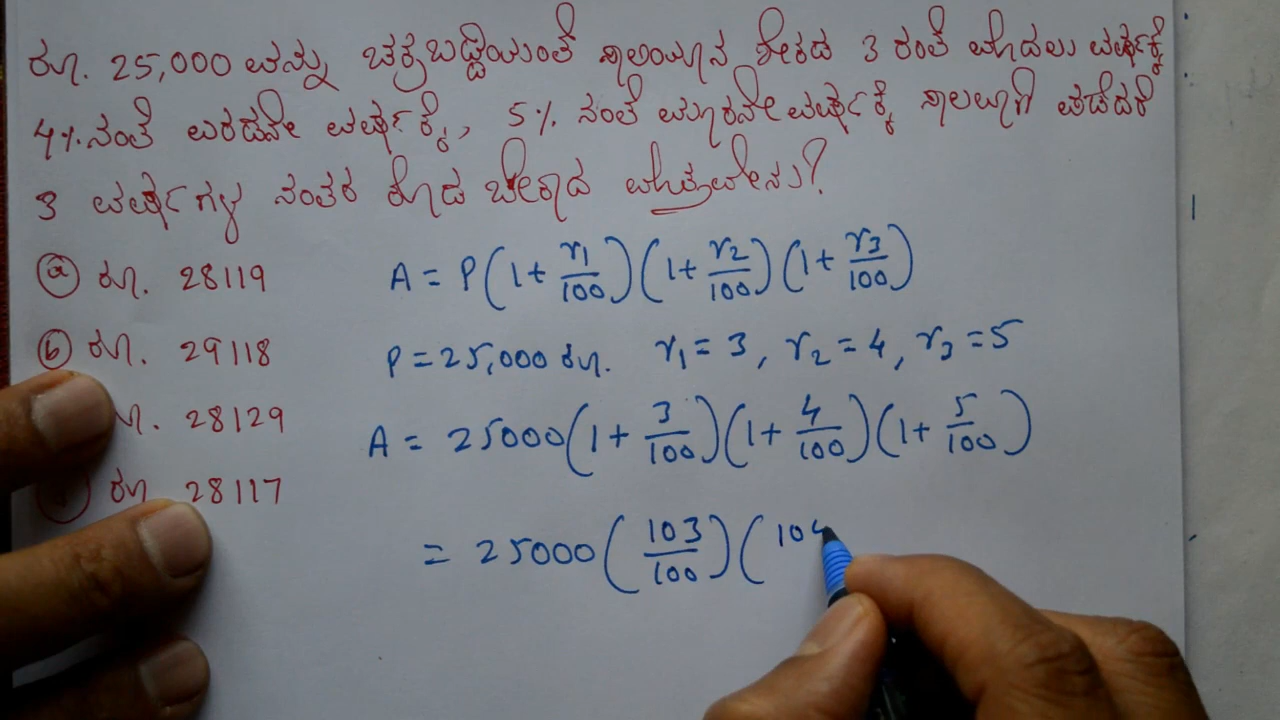 ರೂ. 25,000 ವನ್ನು ಚಕ್ರಬಡ್ಡಿಯಂತೆ ಸಾಲಿಯಾನ ಶೇಕಡ 3 ರಂತೆ ಮೊದಲು ವರ್ಷಕ್ಕೆ
4% ನಂತೆ ಎರಡನೇ ವರ್ಷಕ್ಕೆ, 5% ನಂತೆ ಮೂರನೇ ವರ್ಷಕ್ಕೆ ಸಾಲವಾಗಿ ಪಡೆದರೆ
3 ವರ್ಷಗಳ ನಂತರ ಕೊಡ ಬೇಕಾದ ಮೊತ್ತವೇನು?
(a) ರೂ. 28119 A = P(1 + r1/100)(1 + r2/100)(1 + r3/100)
(b) ರೂ. 29118 P = 25,000 ರೂ. r1 = 3, r2 = 4, r3 = 5
28129 A = 25000(1 + 3/100)(1 + 4/100)(1 + 5/100)
ರೂ 28117
= 25000(103/100)(104